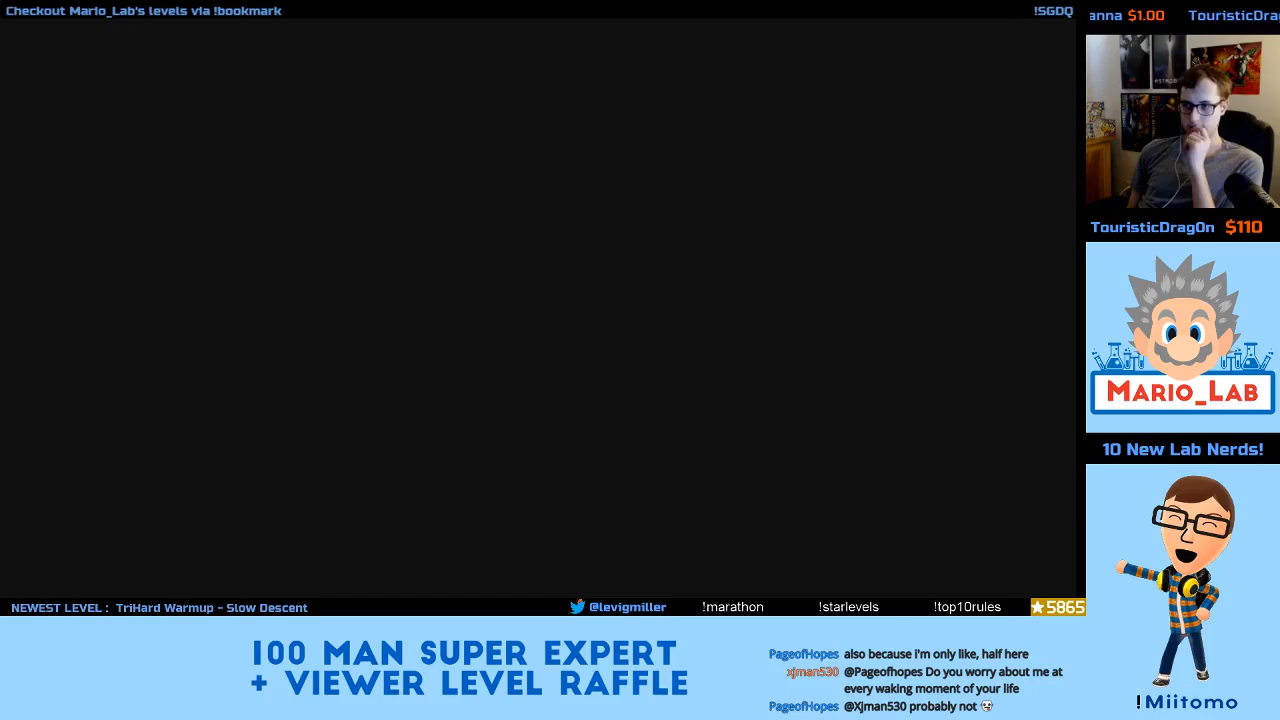 Checkout Mario_Lab's levels via !bookmark
!SGDQ
anna $1.00 TouristicDra
TouristicDrag0n $110
MARIO_LAB
10 New Lab Nerds!
NEWEST LEVEL : TriHard Warmup - Slow Descent
@levigmiller
!marathon
!starlevels
!top10rules
★5865
100 MAN SUPER EXPERT
+ VIEWER LEVEL RAFFLE
PageofHopes also because i'm only like, half here
xjman530 @Pageofhopes Do you worry about me at
every waking moment of your life
PageofHopes @Xjman530 probably not
!Miitomo